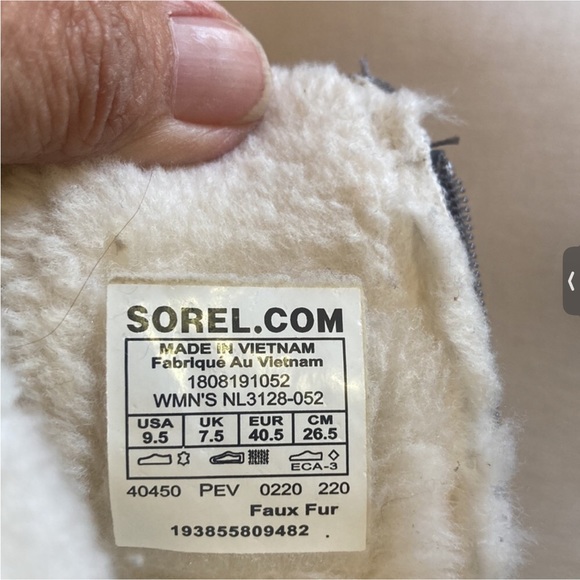 SOREL.COM
MADE IN VIETNAM
Fabriqué Au Vietnam
1808191052
WMN'S NL3128-052
USA UK EUR CM
9.5 7.5 40.5 26.5
ECA-3
40450 PEV 0220 220
Faux Fur
193855809482